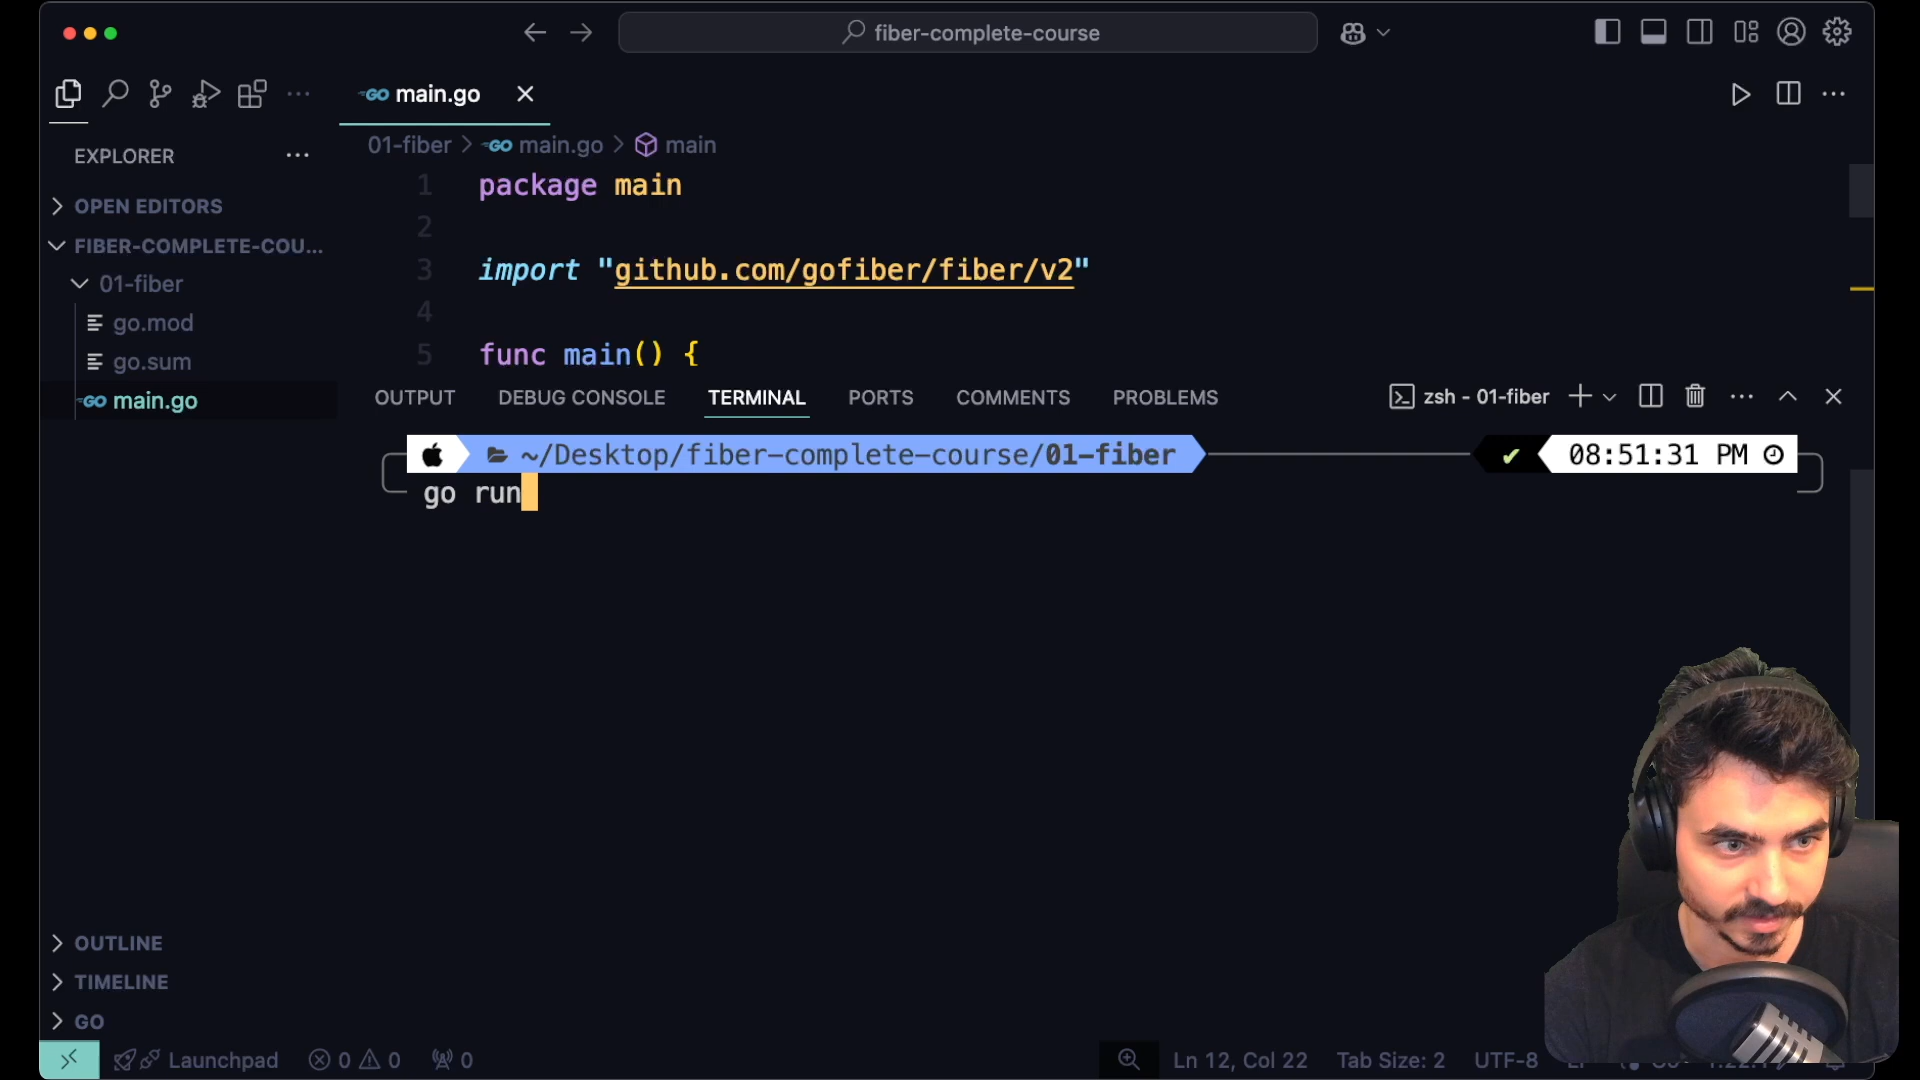 fiber-complete-course
GO main.go
EXPLORER
OPEN EDITORS
FIBER-COMPLETE-COU...
01-fiber
go.mod
go.sum
GO main.go
01-fiber > GO main.go > main
1 package main
2
3 import "github.com/gofiber/fiber/v2"
4
5 func main() {
OUTPUT DEBUG CONSOLE TERMINAL PORTS COMMENTS PROBLEMS zsh - 01-fiber
~/Desktop/fiber-complete-course/01-fiber 08:51:31 PM
go run
OUTLINE
TIMELINE
GO
Launchpad 0 0 0 Ln 12, Col 22 Tab Size: 2 UTF-8